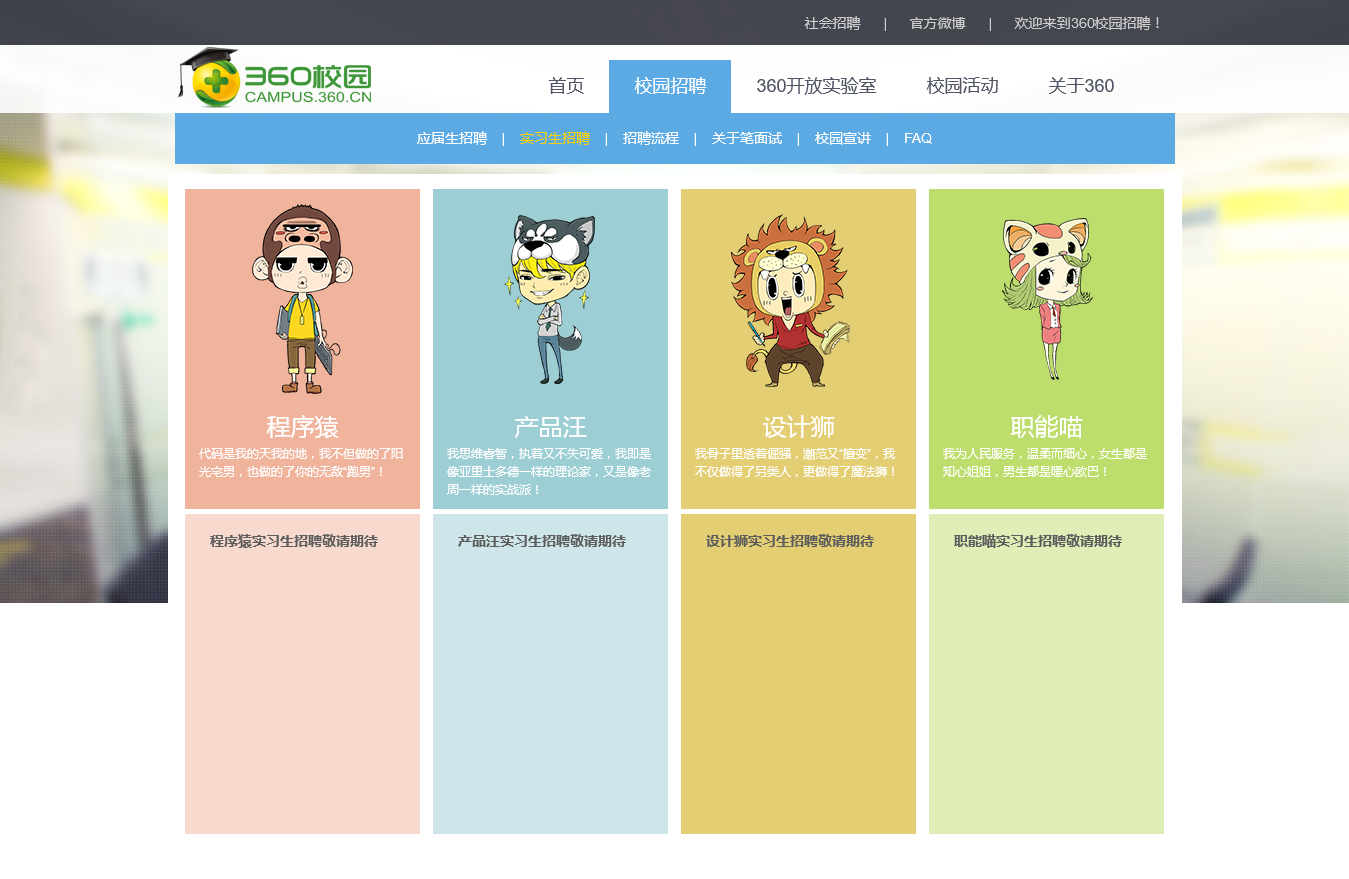 社会招聘 | 官方微博 | 欢迎来到360校园招聘！
360校园
CAMPUS.360.CN
首页 校园招聘 360开放实验室 校园活动 关于360
应届生招聘 | 实习生招聘 | 招聘流程 | 关于笔面试 | 校园宣讲 | FAQ
程序猿
代码是我的天我的地，我不但做的了阳
光宅男，也做的了你的无敌“跑男”！
产品汪
我思维睿智，执着又不失可爱，我即是
像亚里士多德一样的理论家，又是像老
周一样的实战派！
设计狮
我骨子里透着倔强，潮范又“擅变”，我
不仅做得了另类人，更做得了魔法狮！
职能喵
我为人民服务，温柔而细心，女生都是
知心姐姐，男生都是暖心欧巴！
程序猿实习生招聘敬请期待
产品汪实习生招聘敬请期待
设计狮实习生招聘敬请期待
职能喵实习生招聘敬请期待